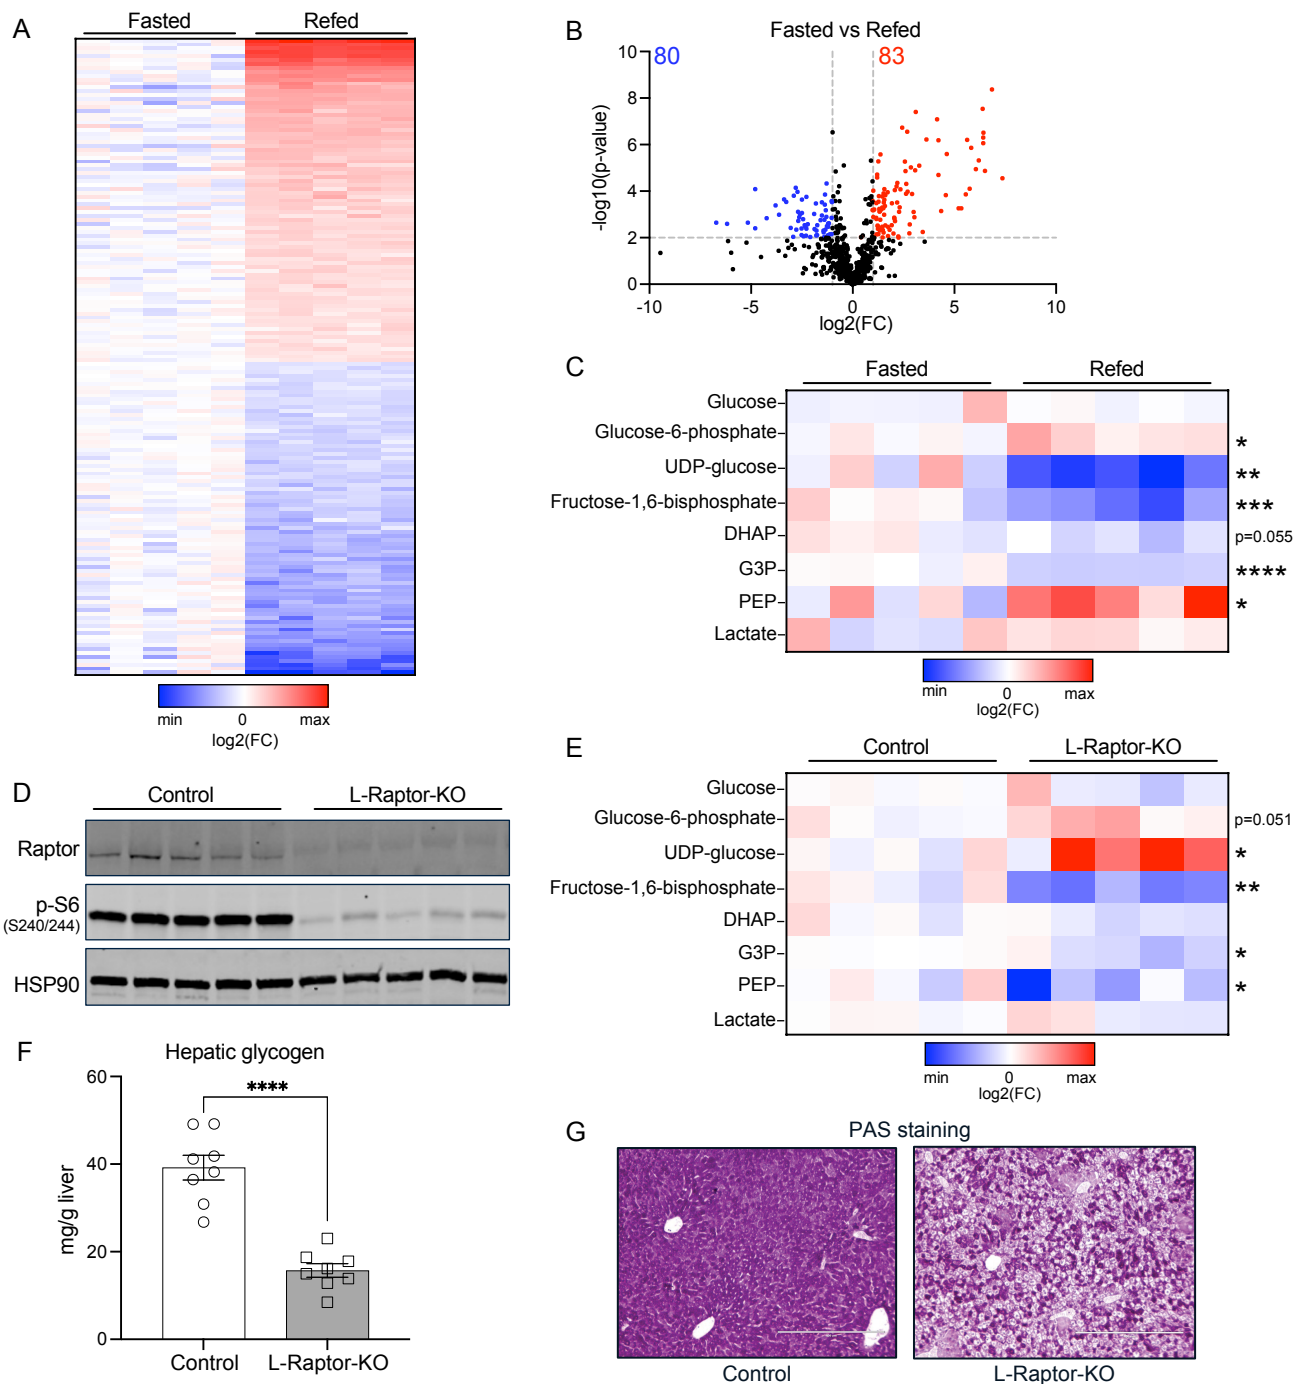 A
Fasted Refed
min 0 max
log2(FC)
B
Fasted vs Refed
80 83
-log10(p-value)
10
8
6
4
2
0
-10 -5 0 5 10
log2(FC)
C
Fasted Refed
Glucose
Glucose-6-phosphate *
UDP-glucose **
Fructose-1,6-bisphosphate ***
DHAP p=0.055
G3P ****
PEP *
Lactate
min 0 max
log2(FC)
D
Control L-Raptor-KO
Raptor
p-S6
(S240/244)
HSP90
E
Control L-Raptor-KO
Glucose
Glucose-6-phosphate p=0.051
UDP-glucose *
Fructose-1,6-bisphosphate **
DHAP
G3P *
PEP *
Lactate
min 0 max
log2(FC)
F
Hepatic glycogen
****
mg/g liver
60
40
20
0
Control L-Raptor-KO
G
PAS staining
Control L-Raptor-KO